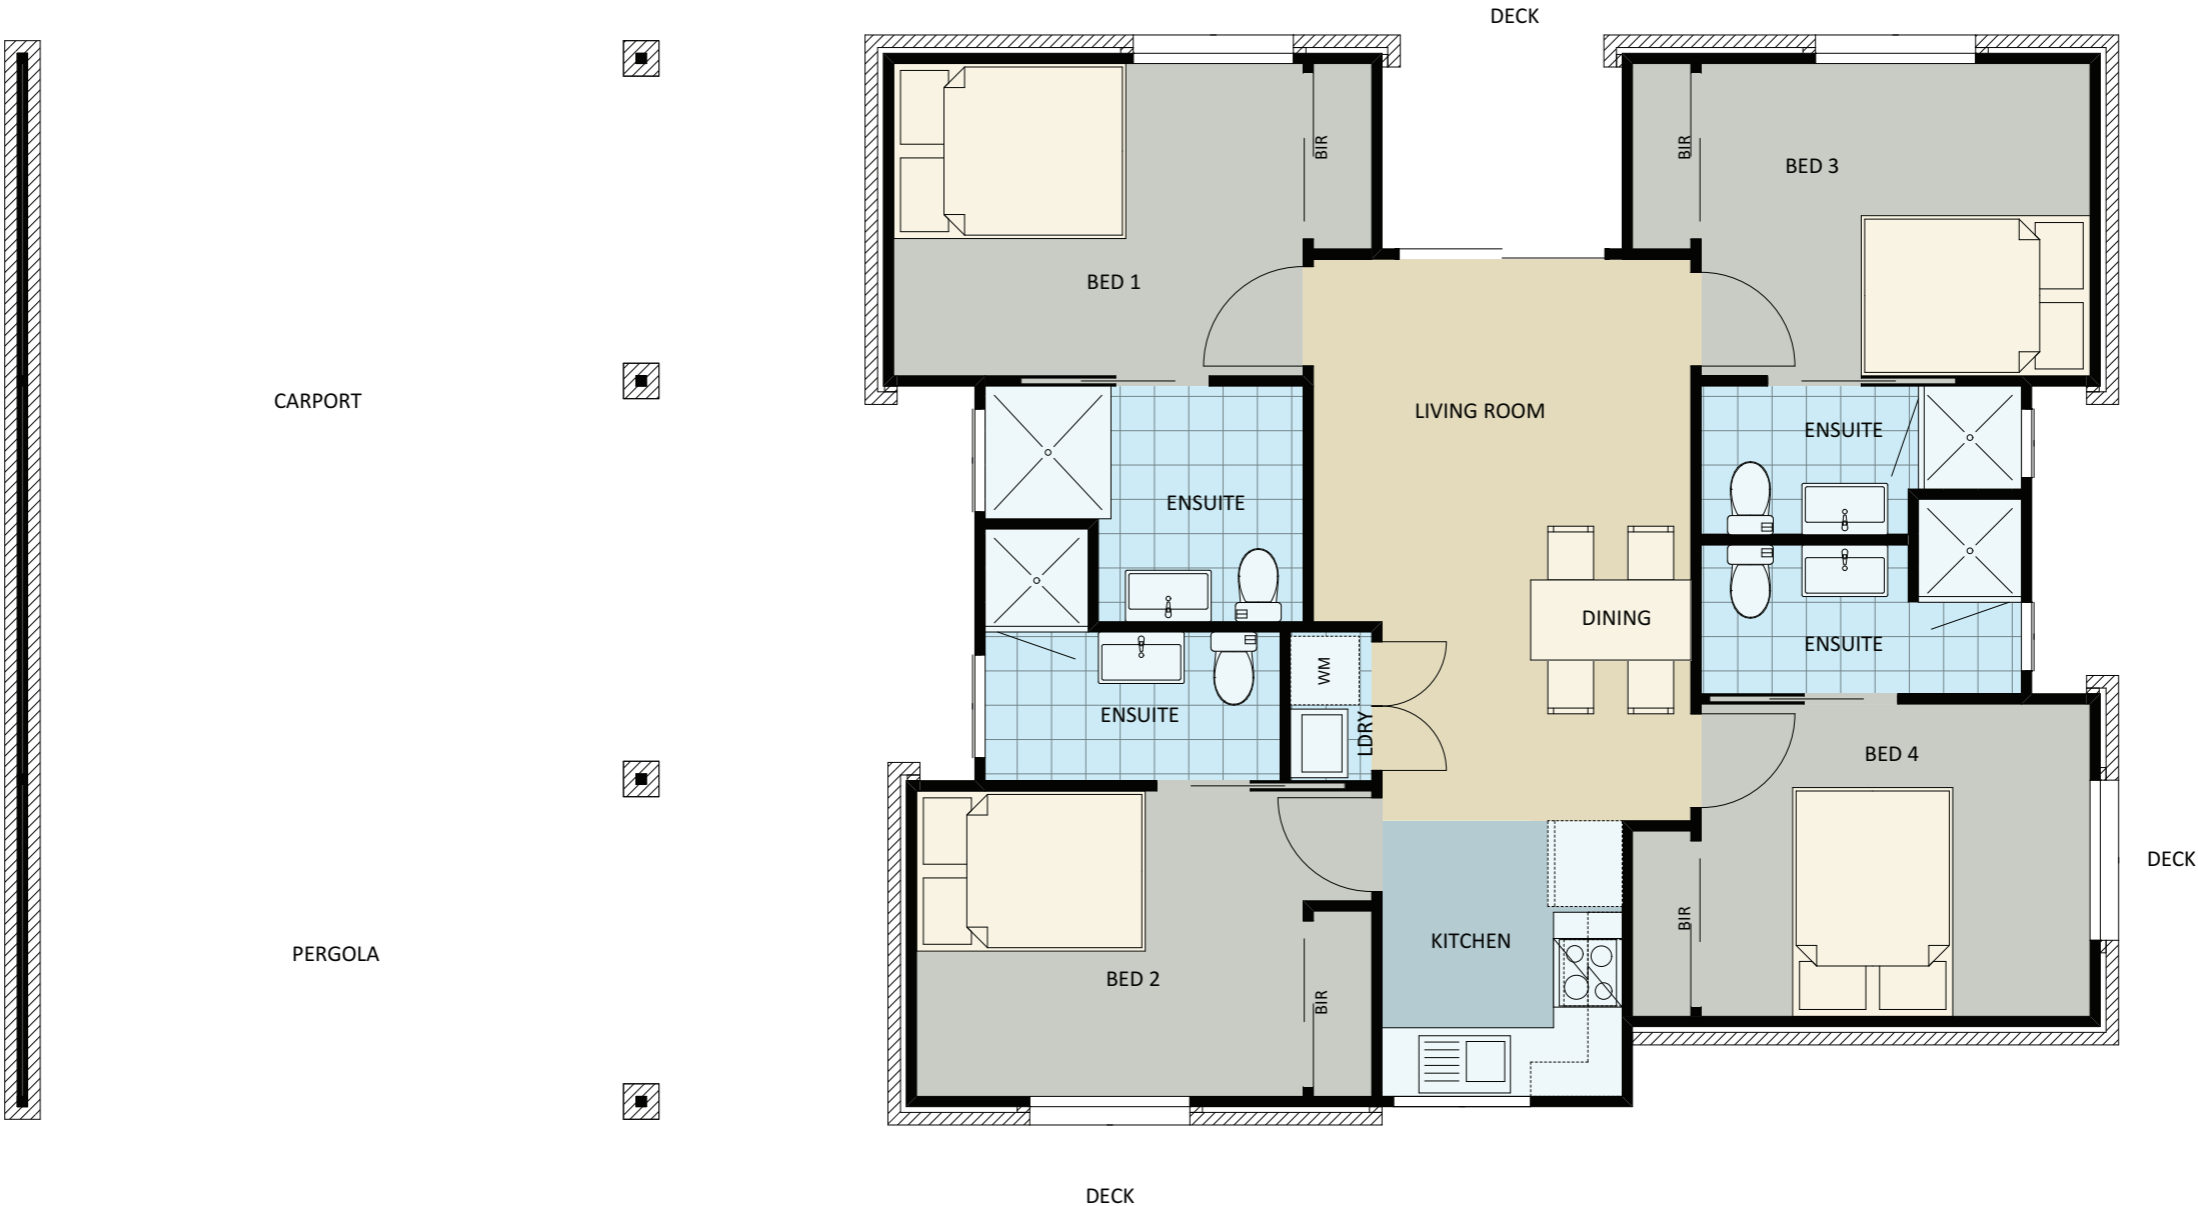 DECK
BIR
BIR
BED 3
BED 1
CARPORT
LIVING ROOM
ENSUITE
ENSUITE
DINING
ENSUITE
WM
ENSUITE
LDRY
BED 4
DECK
BIR
KITCHEN
PERGOLA
BED 2
BIR
DECK